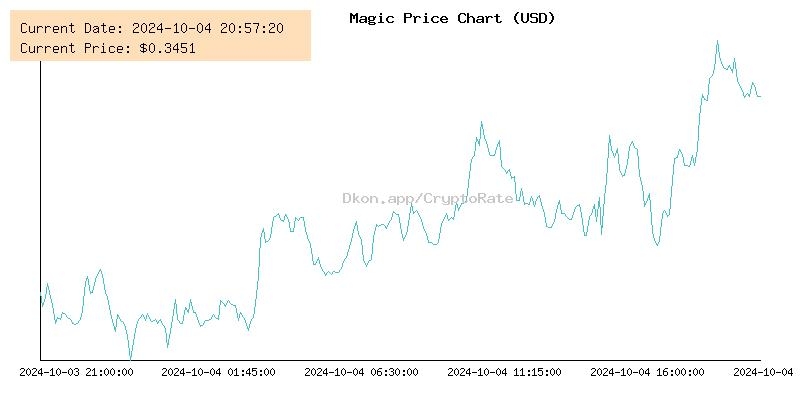 Magic Price Chart (USD)
Current Date: 2024-10-04 20:57:20
Current Price: $0.3451
Dkon.app/CryptoRate
2024-10-03 21:00:00 2024-10-04 01:45:00 2024-10-04 06:30:00 2024-10-04 11:15:00 2024-10-04 16:00:00 2024-10-04